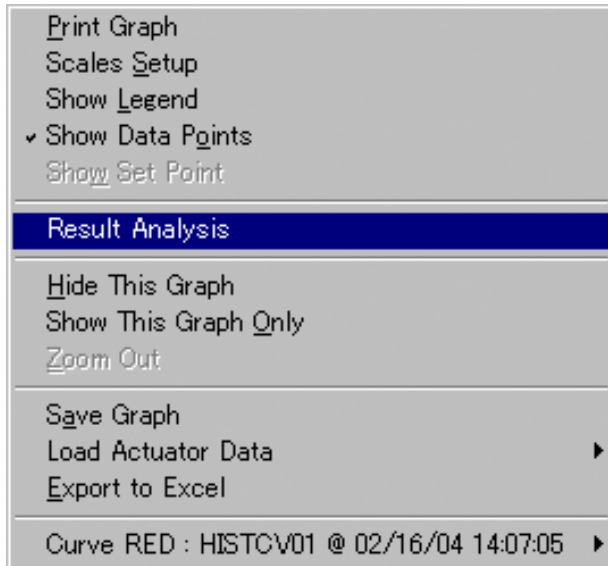 Print Graph
Scales Setup
Show Legend
Show Data Points
Show Set Point
Result Analysis
Hide This Graph
Show This Graph Only
Zoom Out
Save Graph
Load Actuator Data
Export to Excel
Curve RED : HISTCV01 @ 02/16/04 14:07:05